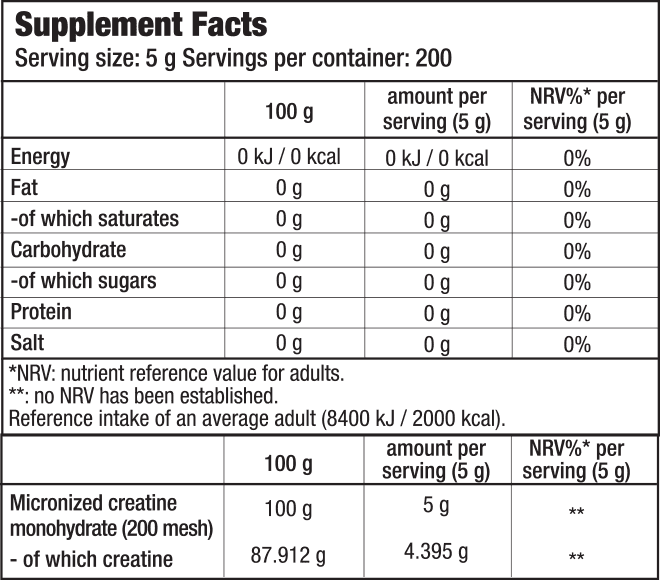 Supplement Facts
Serving size: 5 g Servings per container: 200
100 g amount per serving (5 g) NRV%* per serving (5 g)
Energy 0 kJ / 0 kcal 0 kJ / 0 kcal 0%
Fat 0 g 0 g 0%
-of which saturates 0 g 0 g 0%
Carbohydrate 0 g 0 g 0%
-of which sugars 0 g 0 g 0%
Protein 0 g 0 g 0%
Salt 0 g 0 g 0%
*NRV: nutrient reference value for adults.
**: no NRV has been established.
Reference intake of an average adult (8400 kJ / 2000 kcal).
100 g amount per serving (5 g) NRV%* per serving (5 g)
Micronized creatine monohydrate (200 mesh) 100 g 5 g **
- of which creatine 87.912 g 4.395 g **